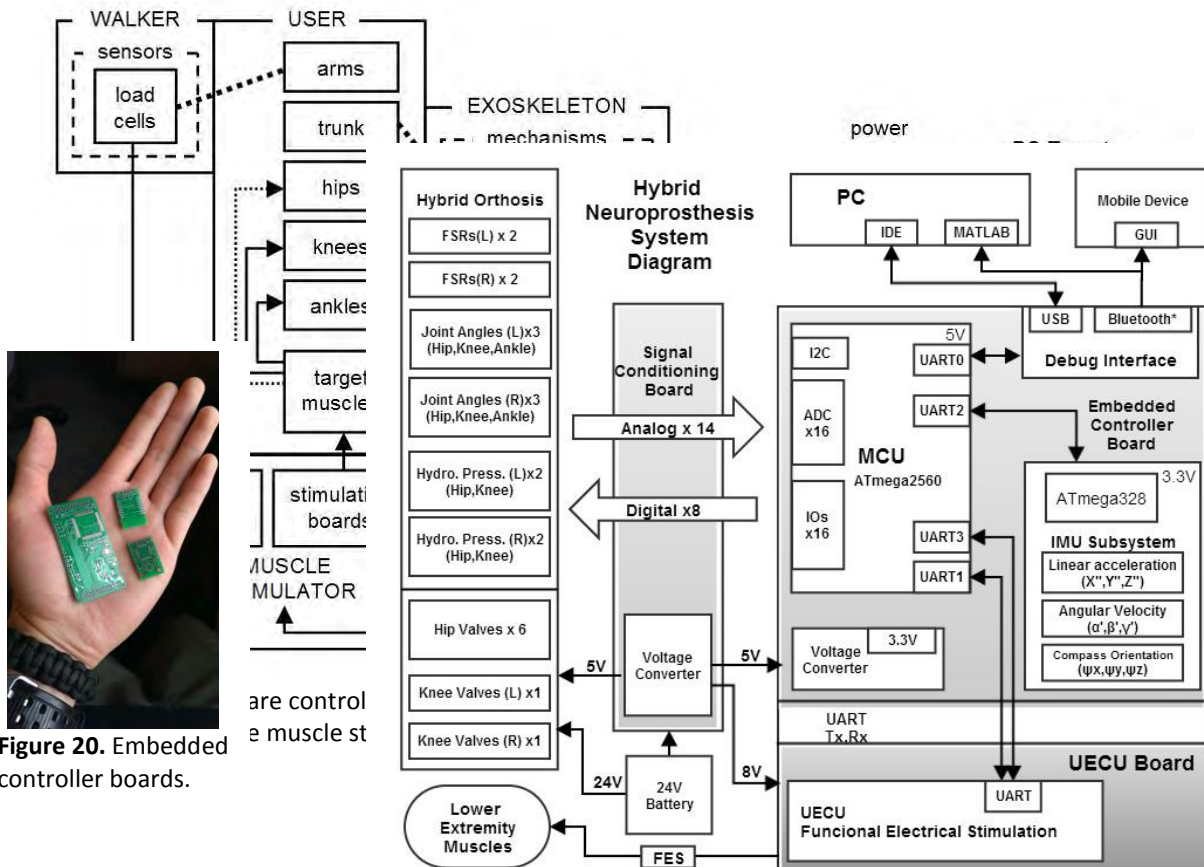 WALKER
USER
sensors
load
cells
arms
trunk
hips
knees
ankles
target
muscle
stimulati
boards
MUSCLE
MULATOR
EXOSKELETON
mechanisms
power
are control
e muscle st
Figure 20. Embedded
controller boards.
Hybrid
Neuroprosthesis
System
Diagram
Hybrid Orthosis
FSRs(L) x 2
FSRs(R) x 2
Joint Angles (L)x3
(Hip,Knee,Ankle)
Joint Angles (R)x3
(Hip,Knee,Ankle)
Hydro. Press. (L)x2
(Hip,Knee)
Hydro. Press. (R)x2
(Hip,Knee)
Hip Valves x 6
Knee Valves (L) x1
Knee Valves (R) x1
Lower
Extremity
Muscles
Signal
Conditioning
Board
Analog x 14
Digital x8
Voltage
Converter
5V
5V
24V
8V
24V
Battery
FES
PC
IDE
MATLAB
Mobile Device
GUI
USB
Bluetooth*
Debug Interface
5V
I2C
UART0
ADC
x16
UART2
MCU
ATmega2560
IOs
x16
UART3
UART1
Embedded
Controller
Board
3.3V
ATmega328
IMU Subsystem
Linear acceleration
(X",Y",Z")
Angular Velocity
(α',β',γ')
Compass Orientation
(ψx,ψy,ψz)
3.3V
Voltage
Converter
UART
Tx,Rx
UECU Board
UART
UECU
Funcional Electrical Stimulation